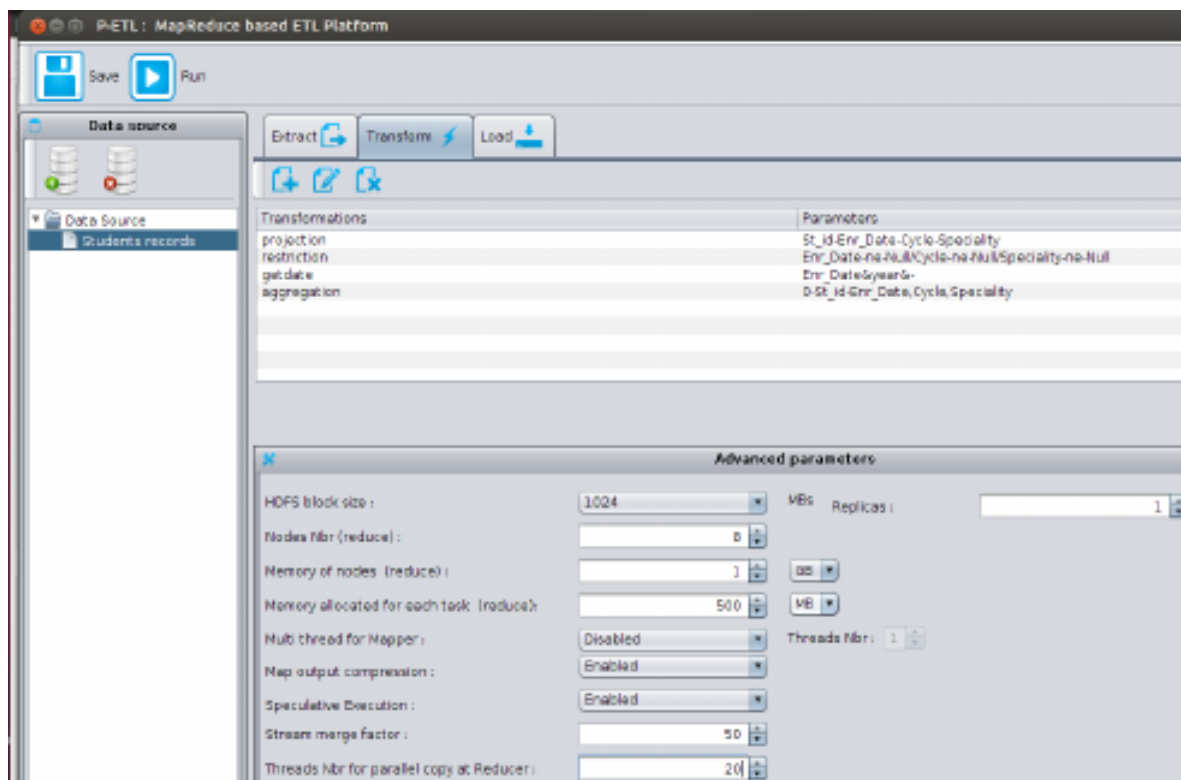 P-ETL : MapReduce based ETL Platform
Save Run
Data source
Extract Transform Load
Data Source
Students records
Transformations Parameters
projection St_id-Enr_Date-Cycle-Speciality
restriction Enr_Date-ne-Null/Cycle-ne-Null/Speciality-ne-Null
getdate Enr_Date&year&-
aggregation 0-St_id-Enr_Date,Cycle,Speciality
Advanced parameters
HDFS block size : 1024 MBs Replicas : 1
Nodes Nbr (reduce) : 8
Memory of nodes (reduce) : 1 GB
Memory allocated for each task (reduce): 500 MB
Multi thread for Mapper : Disabled Threads Nbr : 1
Map output compression : Enabled
Speculative Execution : Enabled
Stream merge factor : 50
Threads Nbr for parallel copy at Reducer : 20